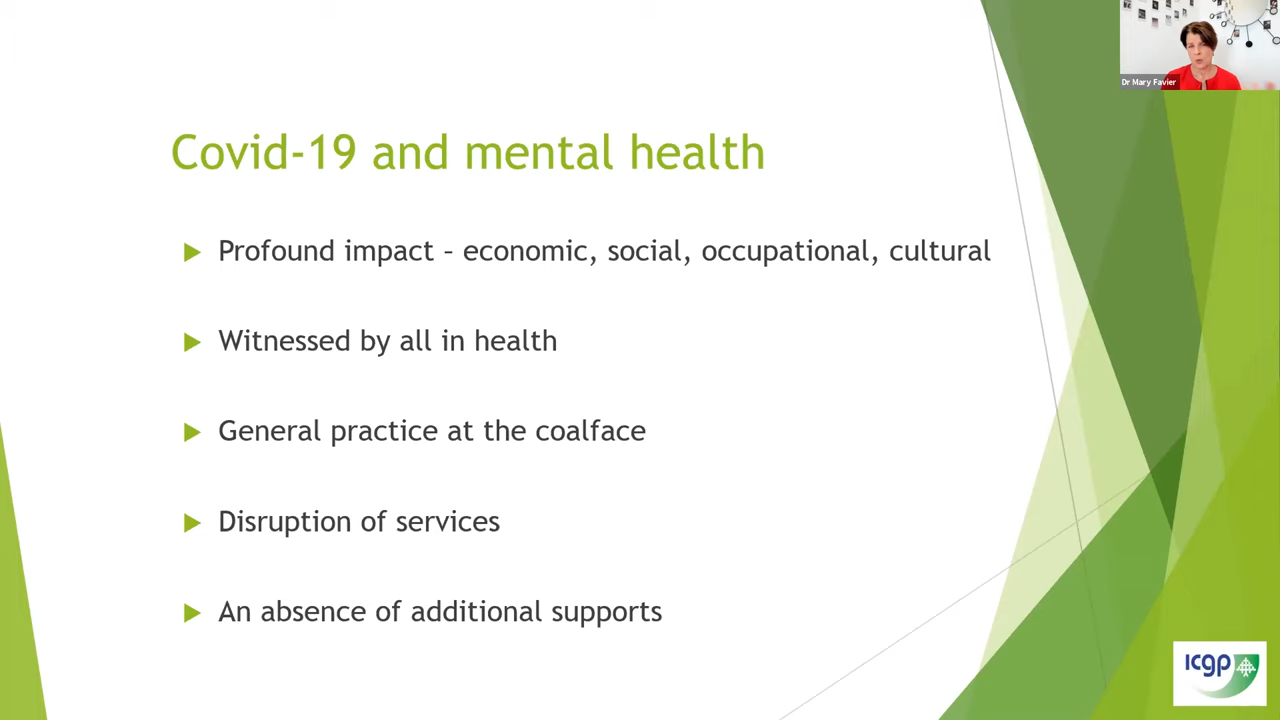 Dr Mary Favier
Covid-19 and mental health
Profound impact – economic, social, occupational, cultural
Witnessed by all in health
General practice at the coalface
Disruption of services
An absence of additional supports
icgp